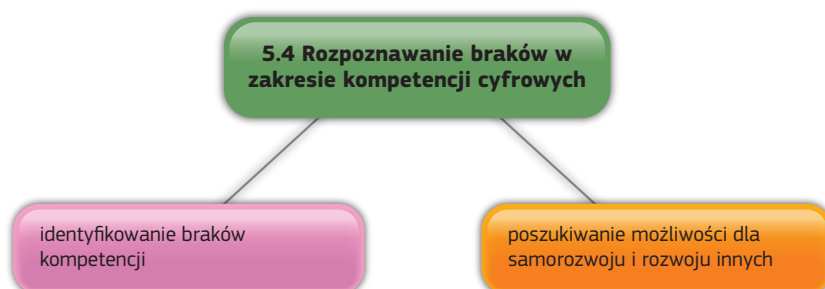 5.4 Rozpoznawanie braków w
zakresie kompetencji cyfrowych
identyfikowanie braków
kompetencji
poszukiwanie możliwości dla
samorozwoju i rozwoju innych